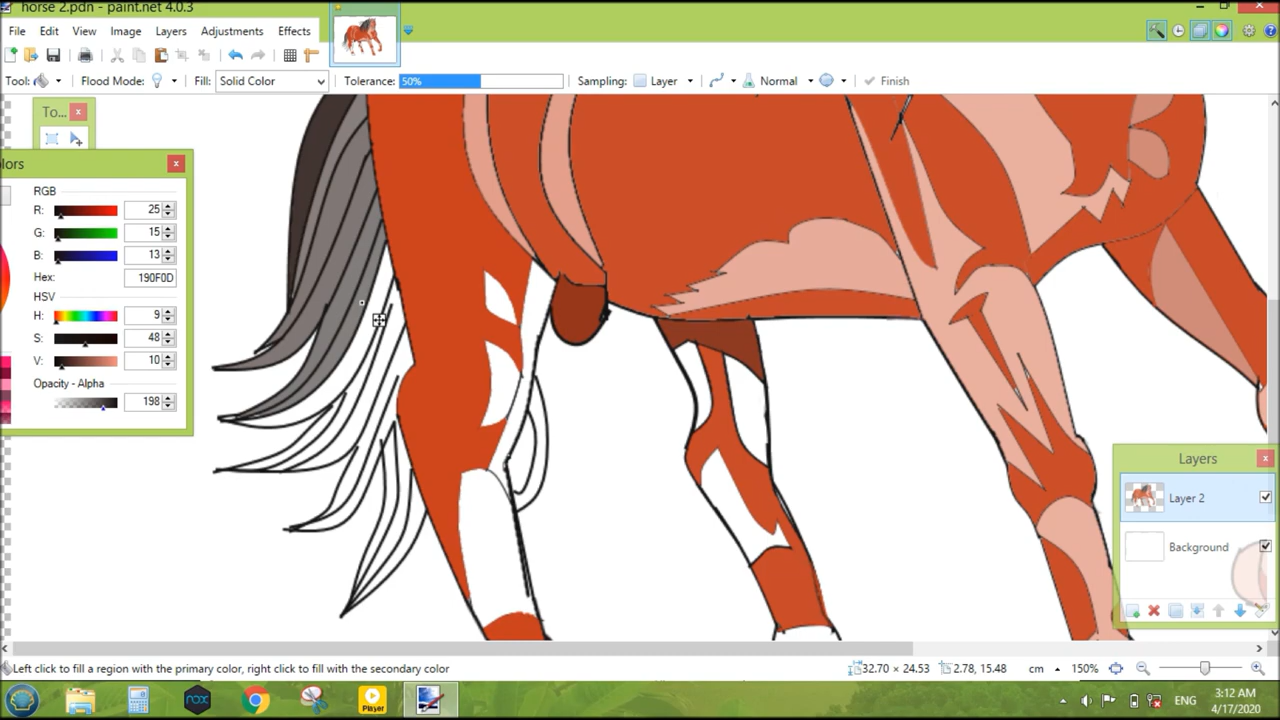 horse 2.pdn - paint.net 4.0.3
File Edit View Image Layers Adjustments Effects
Tool: Flood Mode: Fill: Solid Color Tolerance: 50% Sampling: Layer Normal Finish
To... x
lors x
RGB
R: 25
G: 15
B: 13
Hex: 190F0D
HSV
H: 9
S: 48
V: 10
Opacity - Alpha
198
Layers x
Layer 2
Background
Left click to fill a region with the primary color, right click to fill with the secondary color 32.70 × 24.53 2.78, 15.48 cm 150%
nox Player ENG 3:12 AM
4/17/2020